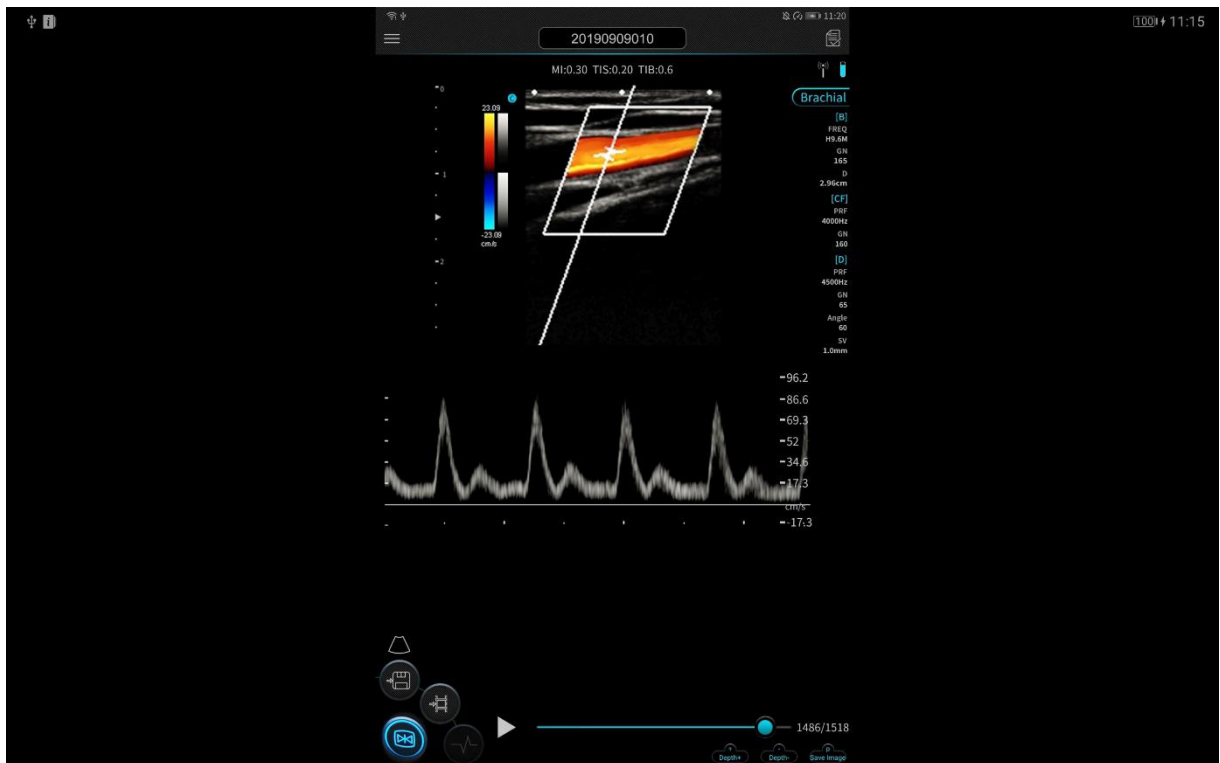 100 11:15
11:20
20190909010
MI:0.30 TIS:0.20 TIB:0.6
Brachial
0
1
2
C
23.09
-23.09
cm/s
[B]
FREQ
H9.6M
GN
165
D
2.96cm
[CF]
PRF
4000Hz
GN
160
[D]
PRF
4500Hz
GN
65
Angle
60
SV
1.0mm
96.2
86.6
69.3
52
34.6
17.3
cm/s
-17.3
1486/1518
Depth+
Depth-
Save Image